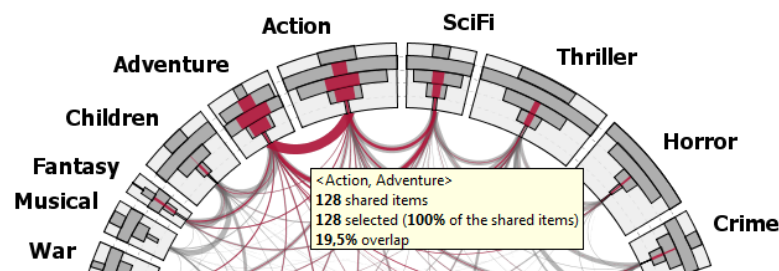 SciFi
Action
Thriller
Adventure
Children
Horror
Fantasy
<Action, Adventure>
Musical
128 shared items
128 selected (100% of the shared items)
Crime
19,5% overlap
War